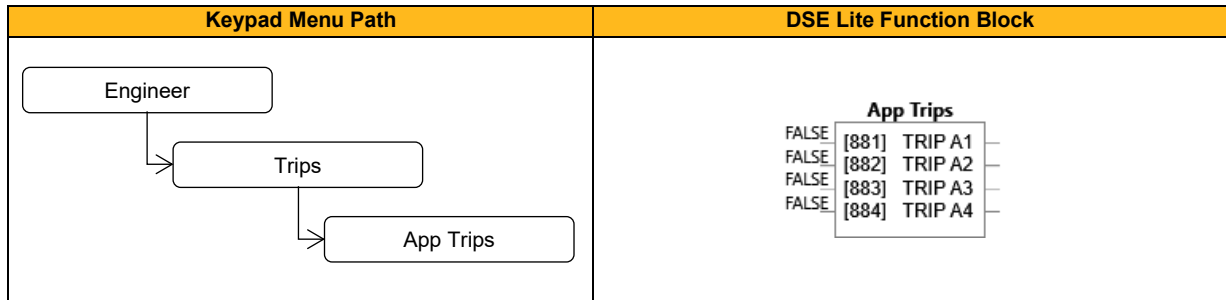 Keypad Menu Path
DSE Lite Function Block
Engineer
Trips
App Trips
App Trips
FALSE [881] TRIP A1
FALSE [882] TRIP A2
FALSE [883] TRIP A3
FALSE [884] TRIP A4